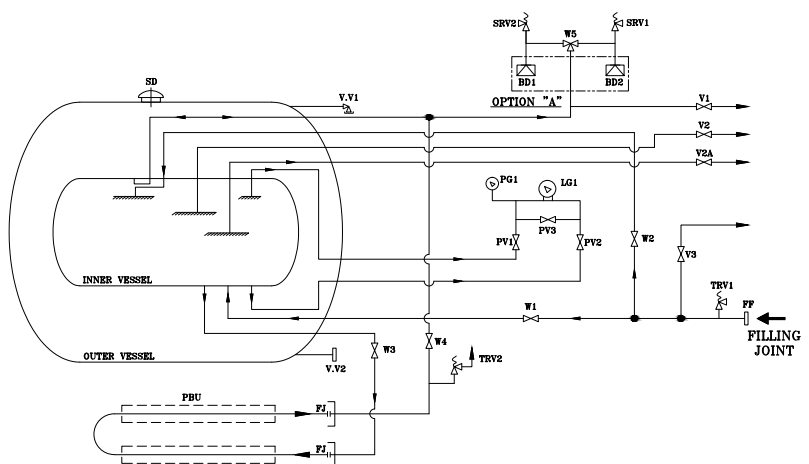 SRV2
SRV1
W5
BD1
BD2
OPTION "A"
SD
V.V1
V1
V2
V2A
PG1
LG1
PV3
PV1
PV2
W2
V3
INNER VESSEL
W1
TRV1
FF
FILLING
JOINT
OUTER VESSEL
W3
W4
V.V2
TRV2
PBU
FJ
FJ